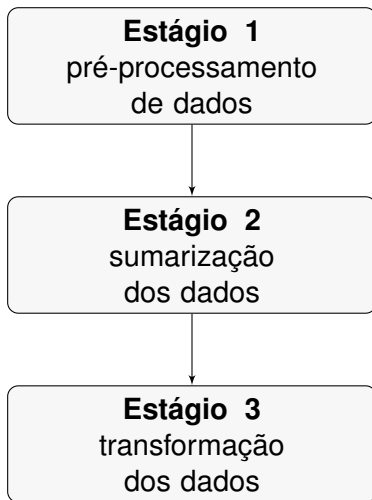 Estágio 1
pré-processamento
de dados
Estágio 2
sumarização
dos dados
Estágio 3
transformação
dos dados